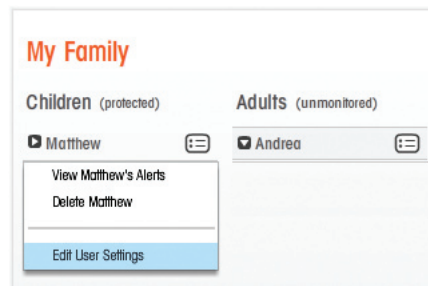 My Family
Children (protected)
Adults (unmonitored)
Matthew
Andrea
View Matthew's Alerts
Delete Matthew
Edit User Settings